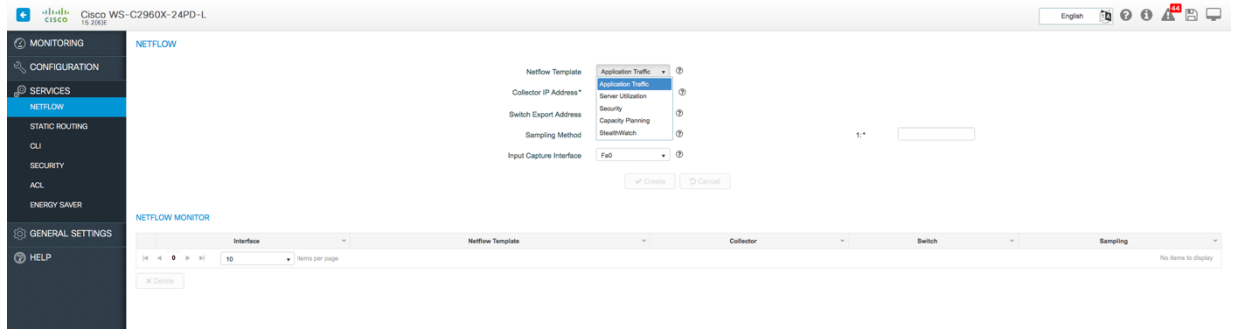 CISCO Cisco WS-C2960X-24PD-L
15.2(6)E
English 44
MONITORING
CONFIGURATION
SERVICES
NETFLOW
STATIC ROUTING
CLI
SECURITY
ACL
ENERGY SAVER
GENERAL SETTINGS
HELP
NETFLOW
Netflow Template Application Traffic
Application Traffic
Server Utilization
Security
Capacity Planning
StealthWatch
Collector IP Address*
Switch Export Address
Sampling Method 1: *
Input Capture Interface Fa0
Create Cancel
NETFLOW MONITOR
Interface Netflow Template Collector Switch Sampling
0 10 items per page No items to display
Delete